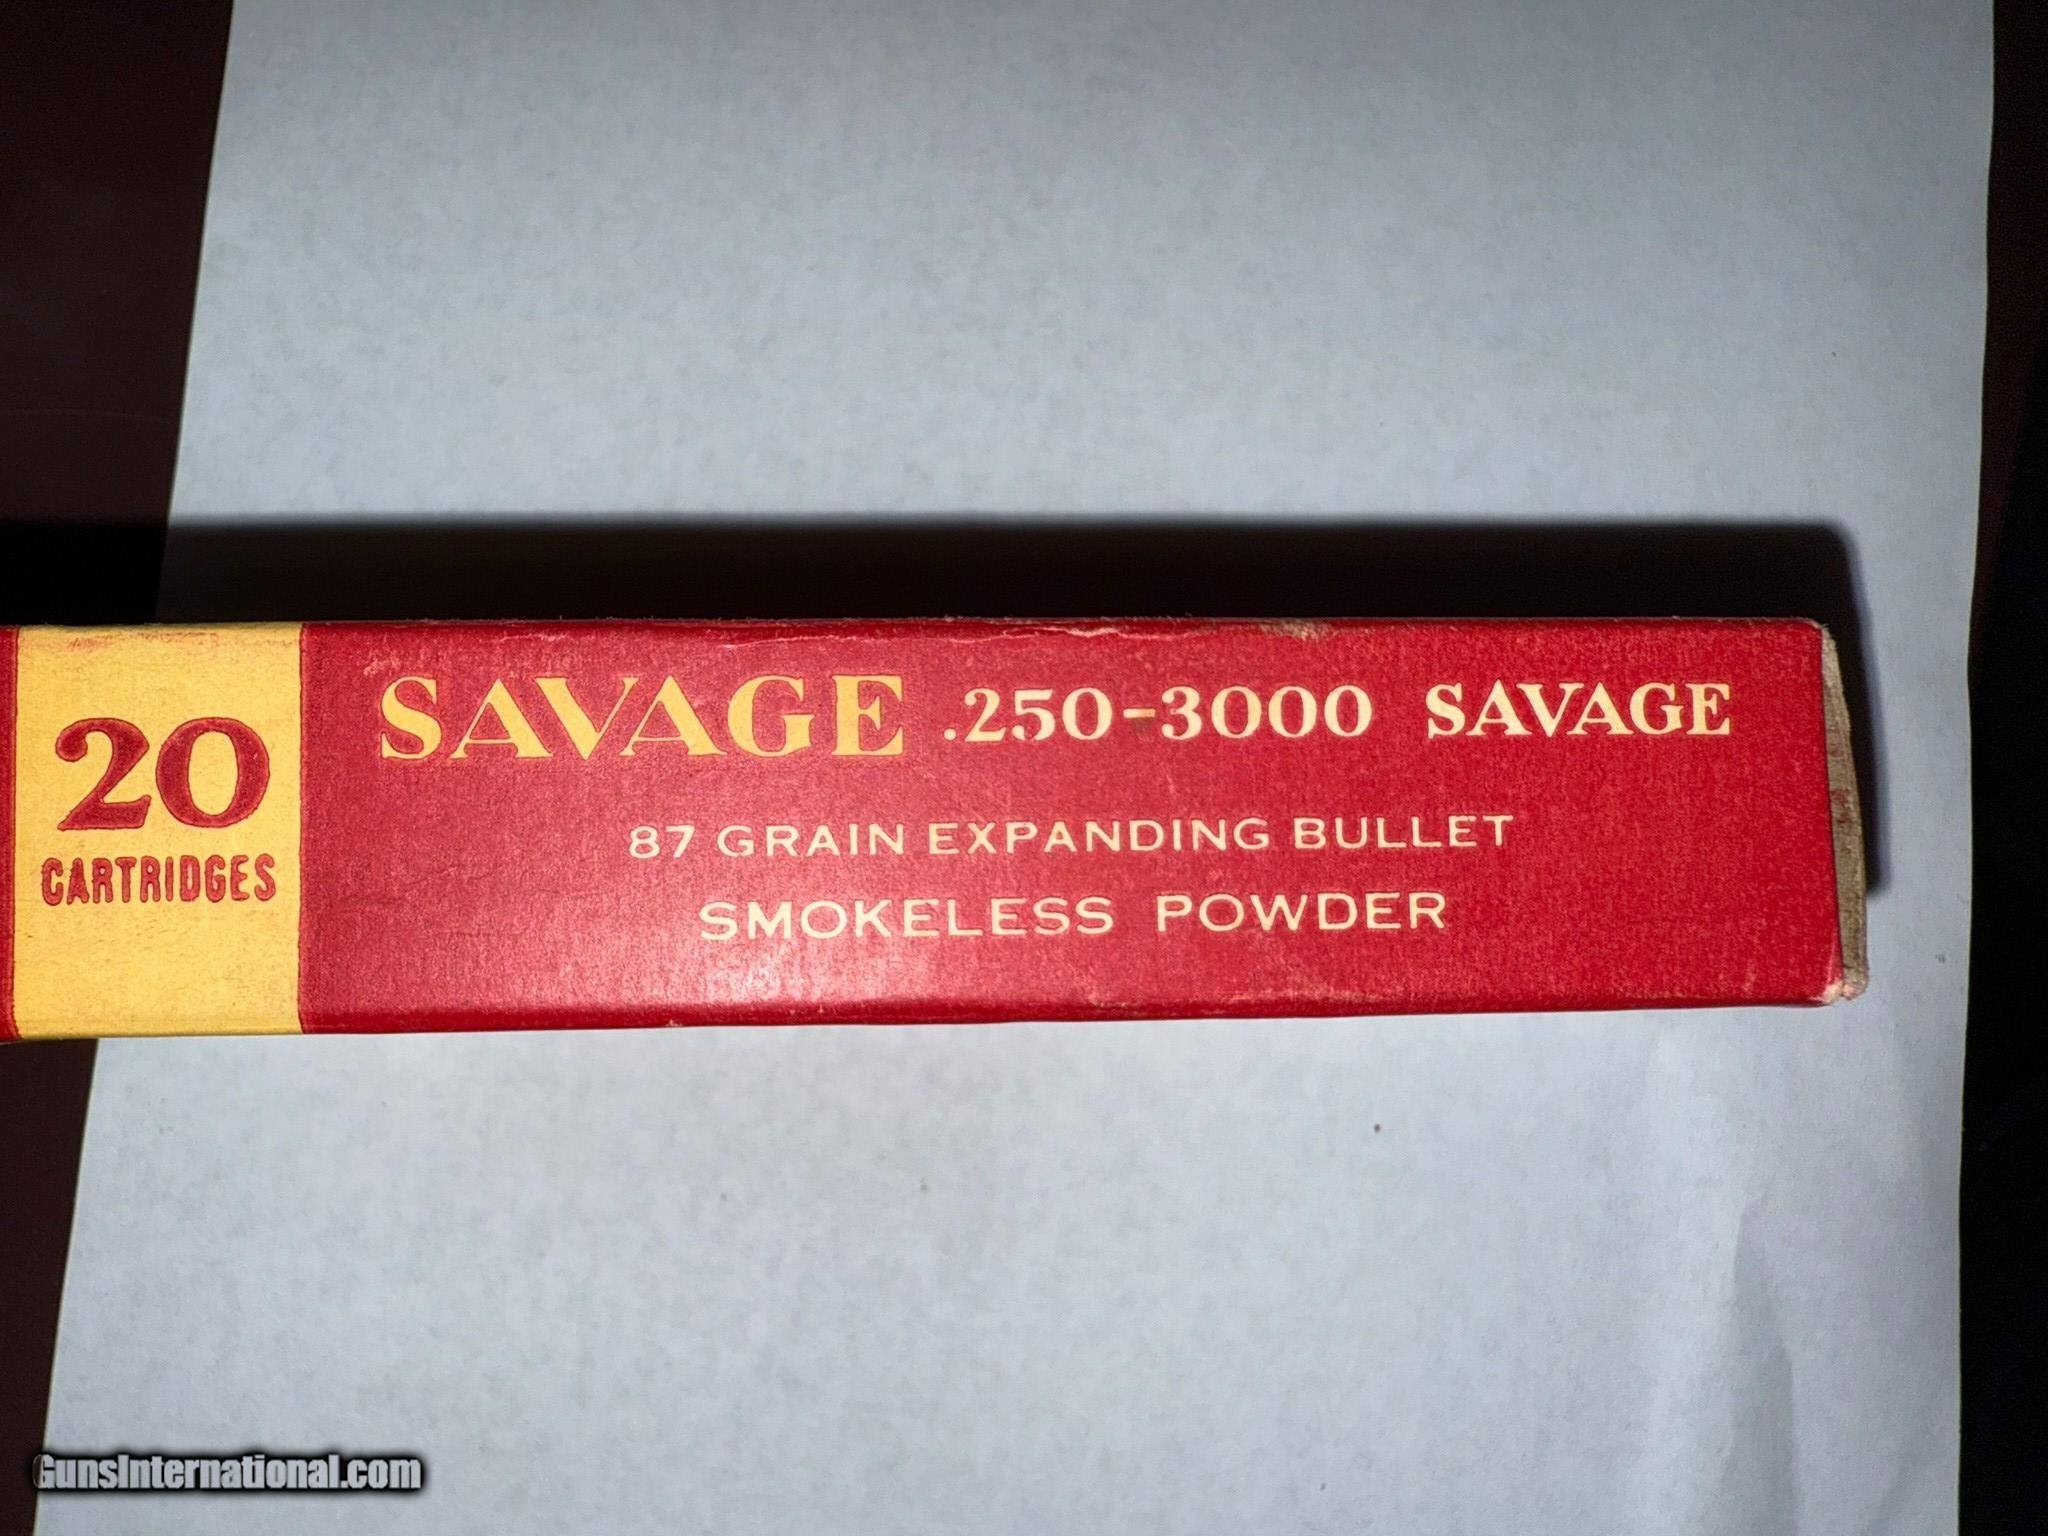 20
CARTRIDGES
SAVAGE .250-3000 SAVAGE
87 GRAIN EXPANDING BULLET
SMOKELESS POWDER
GunsInternational.com